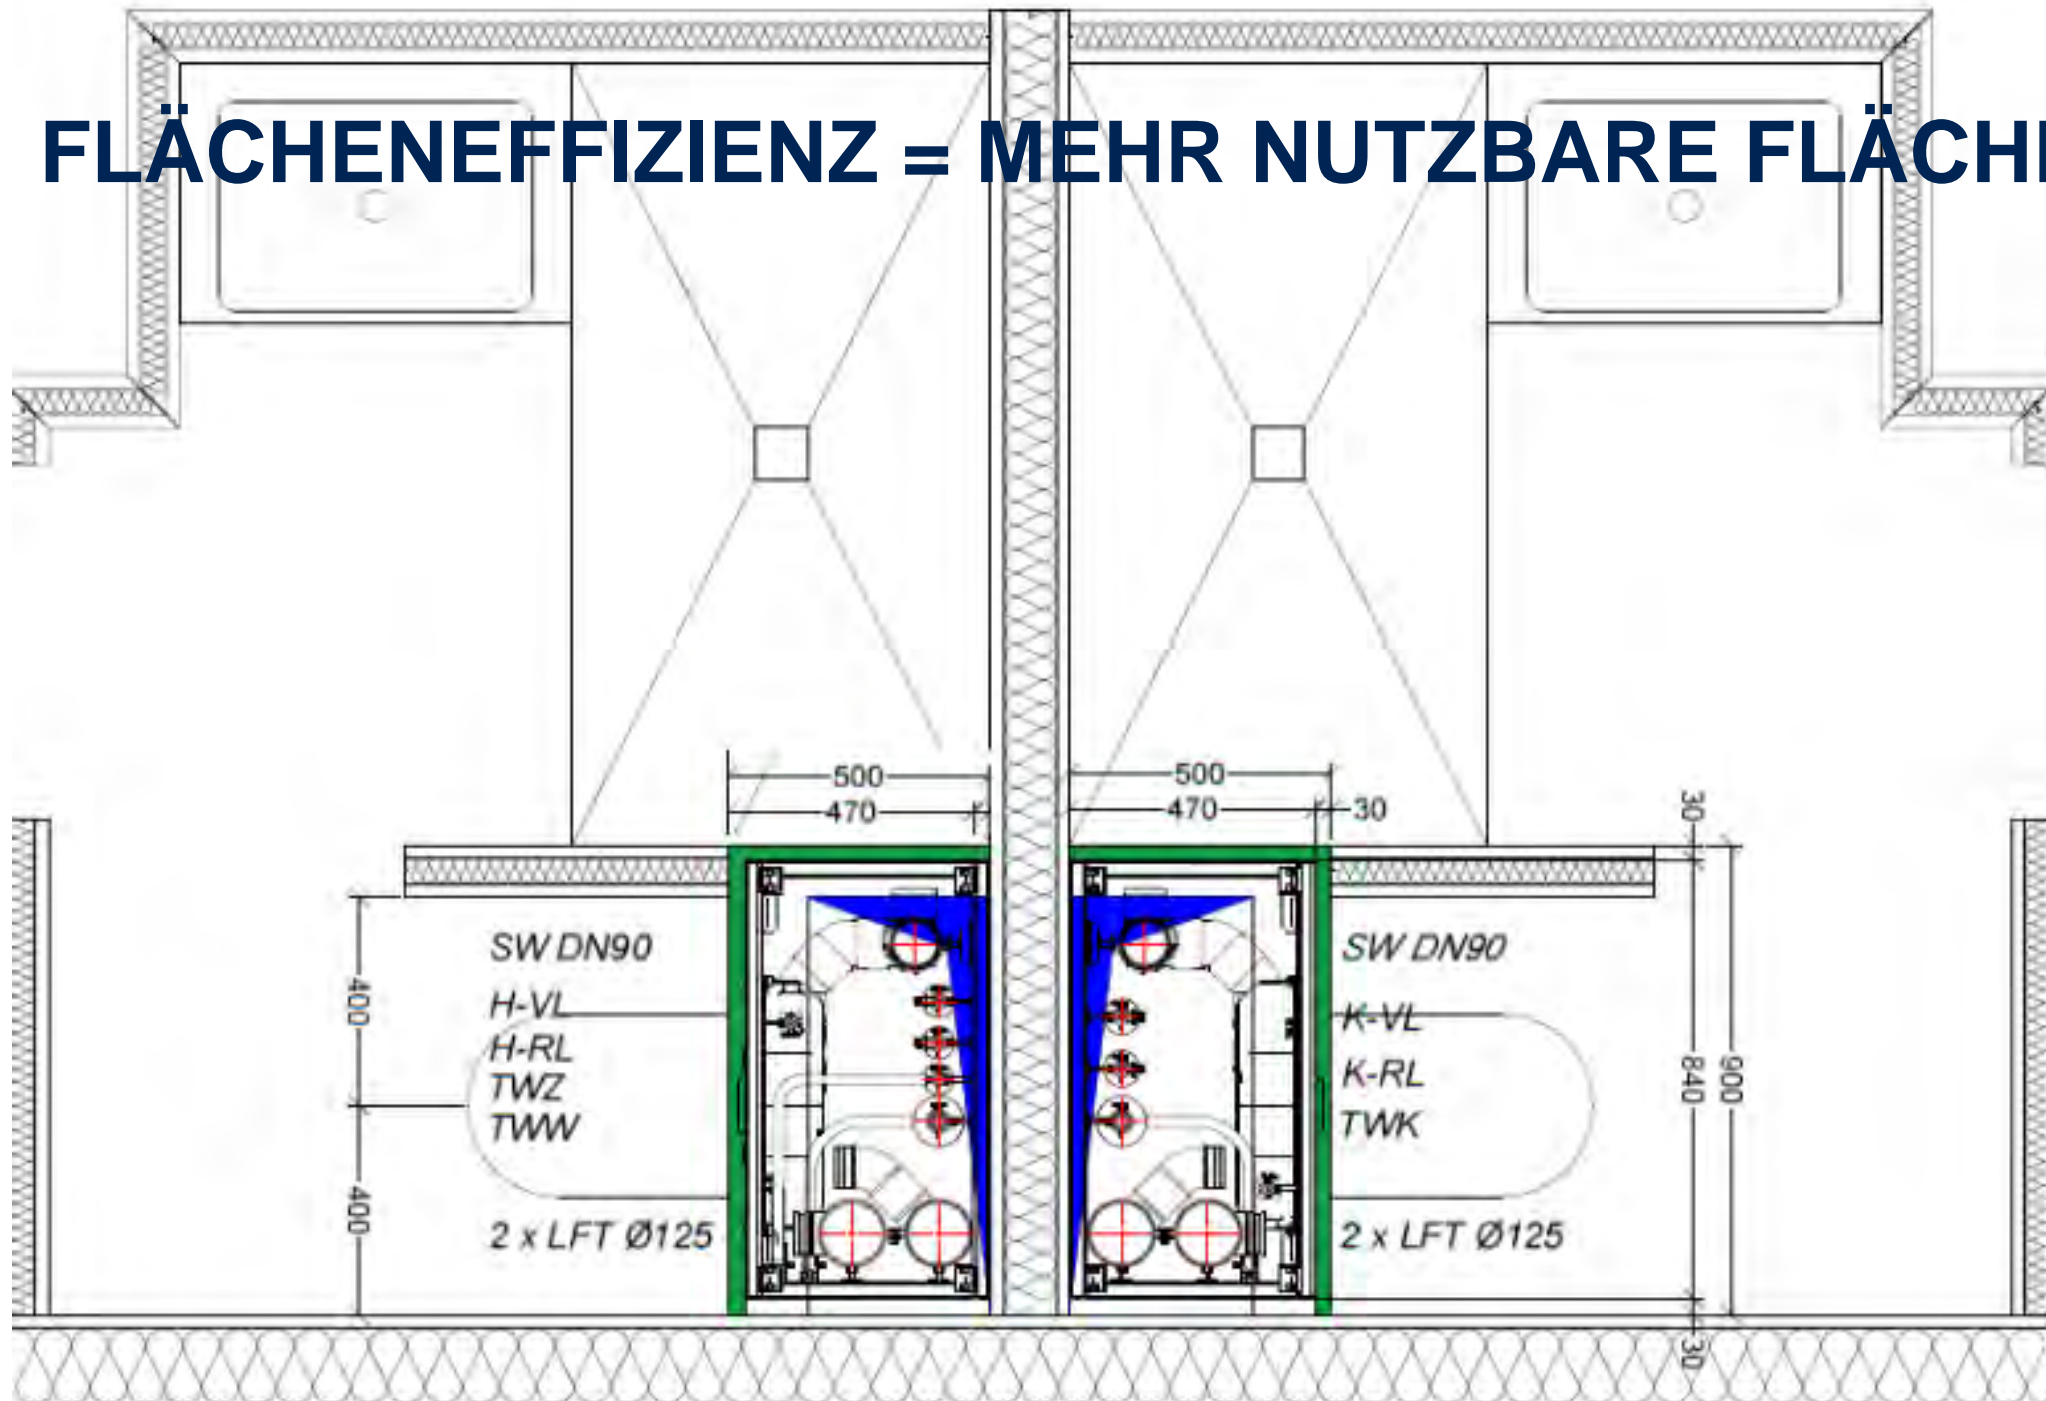 FLÄCHENEFFIZIENZ = MEHR NUTZBARE FLÄCHE
500
470
500
470
30
30
SW DN90
H-VL
H-RL
TWZ
TWW
2 x LFT Ø125
400
400
SW DN90
K-VL
K-RL
TWK
2 x LFT Ø125
840
900
30